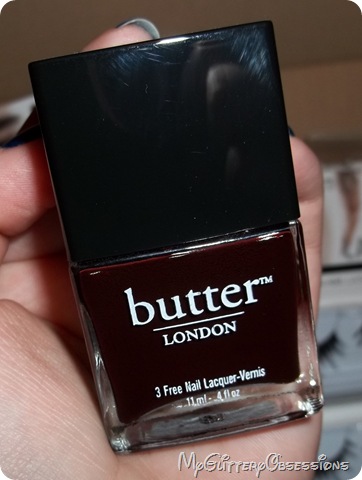 butter™
LONDON
3 Free Nail Lacquer-Vernis
11 ml - .4 fl oz
MyGlitteryObsessions